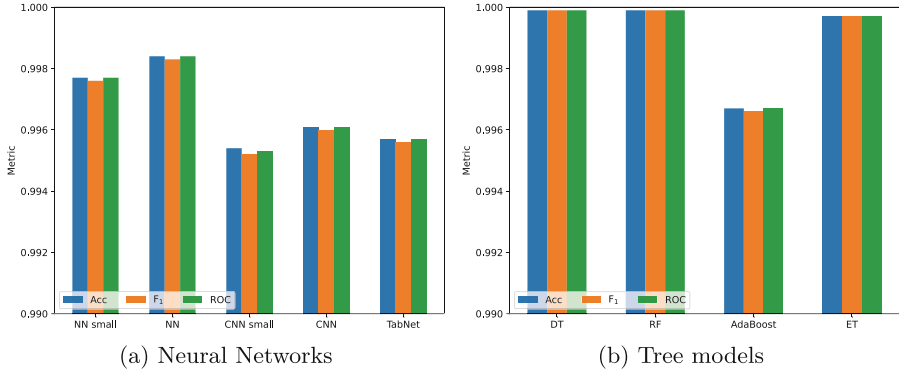 1.000
0.998
0.996
0.994
0.992
0.990
Metric
Acc F₁ ROC
NN small NN CNN small CNN TabNet
(a) Neural Networks
1.000
0.998
0.996
0.994
0.992
0.990
Metric
Acc F₁ ROC
DT RF AdaBoost ET
(b) Tree models